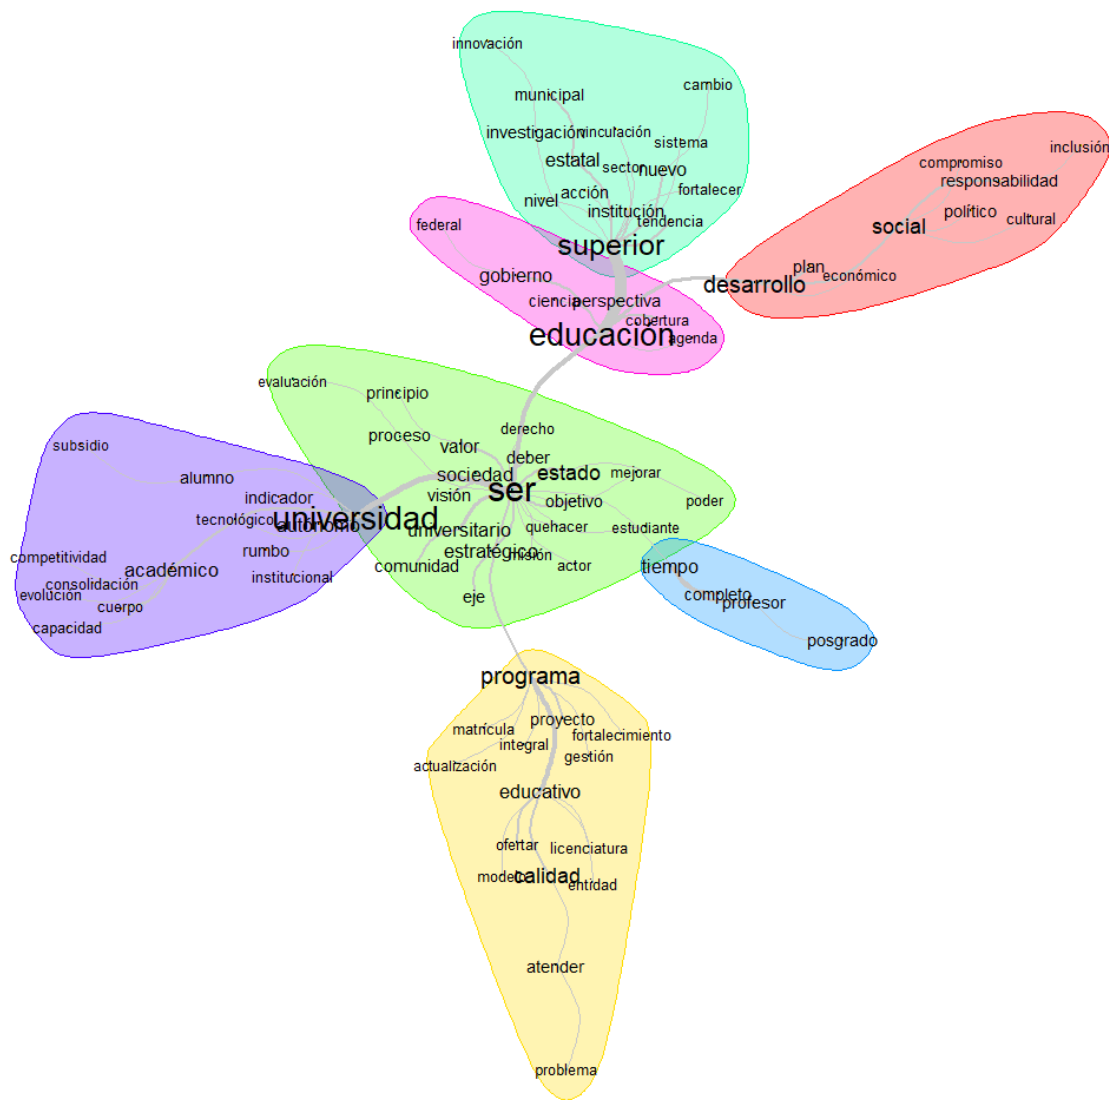 innovación
cambio
municipal
investigación
vinculación
sistema
estatal
sector
nuevo
acción
fortalecer
nivel
institución
tendencia
superior
inclusión
compromiso
responsabilidad
político
cultural
social
plan
económico
desarrollo
federal
gobierno
ciencia
perspectiva
cobertura
educación
agenda
evaluación
principio
derecho
proceso
valor
deber
sociedad
estado
mejorar
visión
ser
objetivo
poder
universitario
quehacer
estudiante
estratégico
misión
comunidad
actor
eje
subsidio
alumno
indicador
universidad
tecnológico
autónomo
rumbo
competitividad
académico
institucional
consolidación
evolución
cuerpo
capacidad
tiempo
completo
profesor
posgrado
programa
proyecto
matrícula
fortalecimiento
integral
gestión
actualización
educativo
ofertar
licenciatura
modelo
calidad
entidad
atender
problema